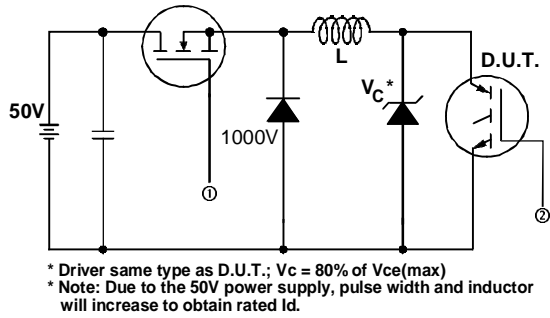 L
D.U.T.
VC*
50V
1000V
①
②
* Driver same type as D.U.T.; Vc = 80% of Vce(max)
* Note: Due to the 50V power supply, pulse width and inductor
will increase to obtain rated Id.